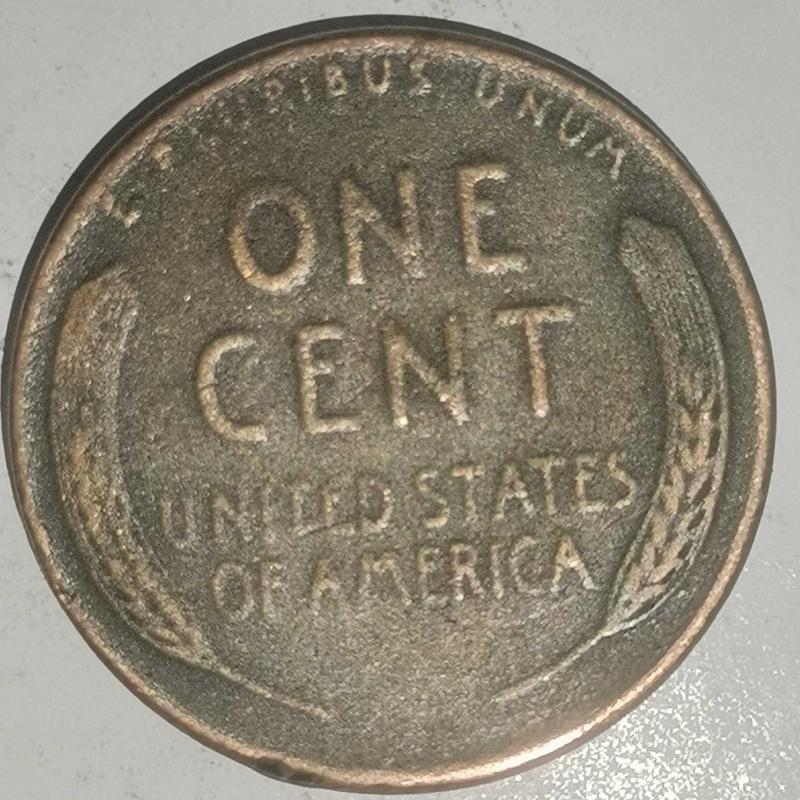 E PLURIBUS UNUM
ONE
CENT
UNITED STATES
OF AMERICA